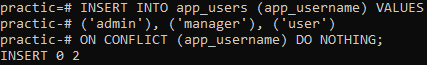 practic=# INSERT INTO app_users (app_username) VALUES
practic-# ('admin'), ('manager'), ('user')
practic-# ON CONFLICT (app_username) DO NOTHING;
INSERT 0 2